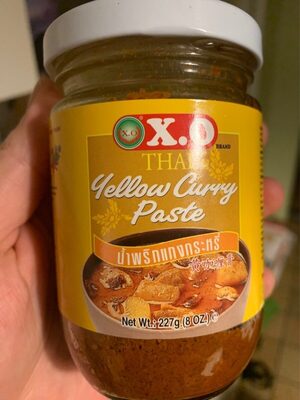 X.O
X.O
BRAND
THAI
Yellow Curry
Paste
น้ำพริกแกงกะหรี่
Net Wt.: 227g (8 OZ.) ℮